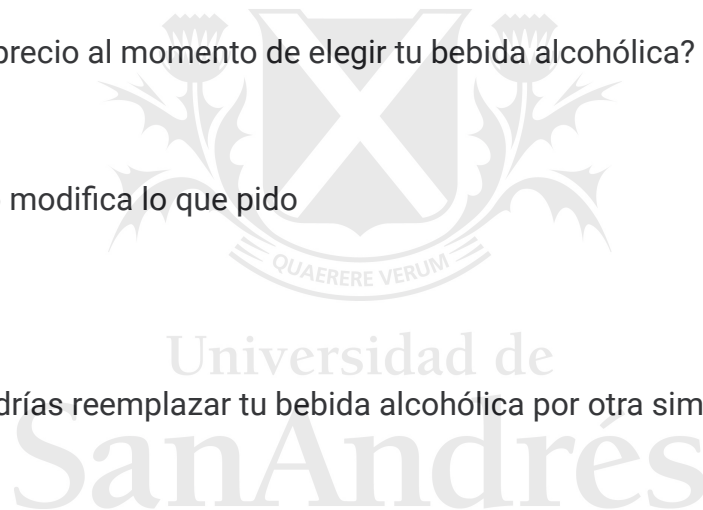 precio al momento de elegir tu bebida alcohólica?
modifica lo que pido
QUAERERE VERUM
Universidad de
drías reemplazar tu bebida alcohólica por otra sim
SanAndrés